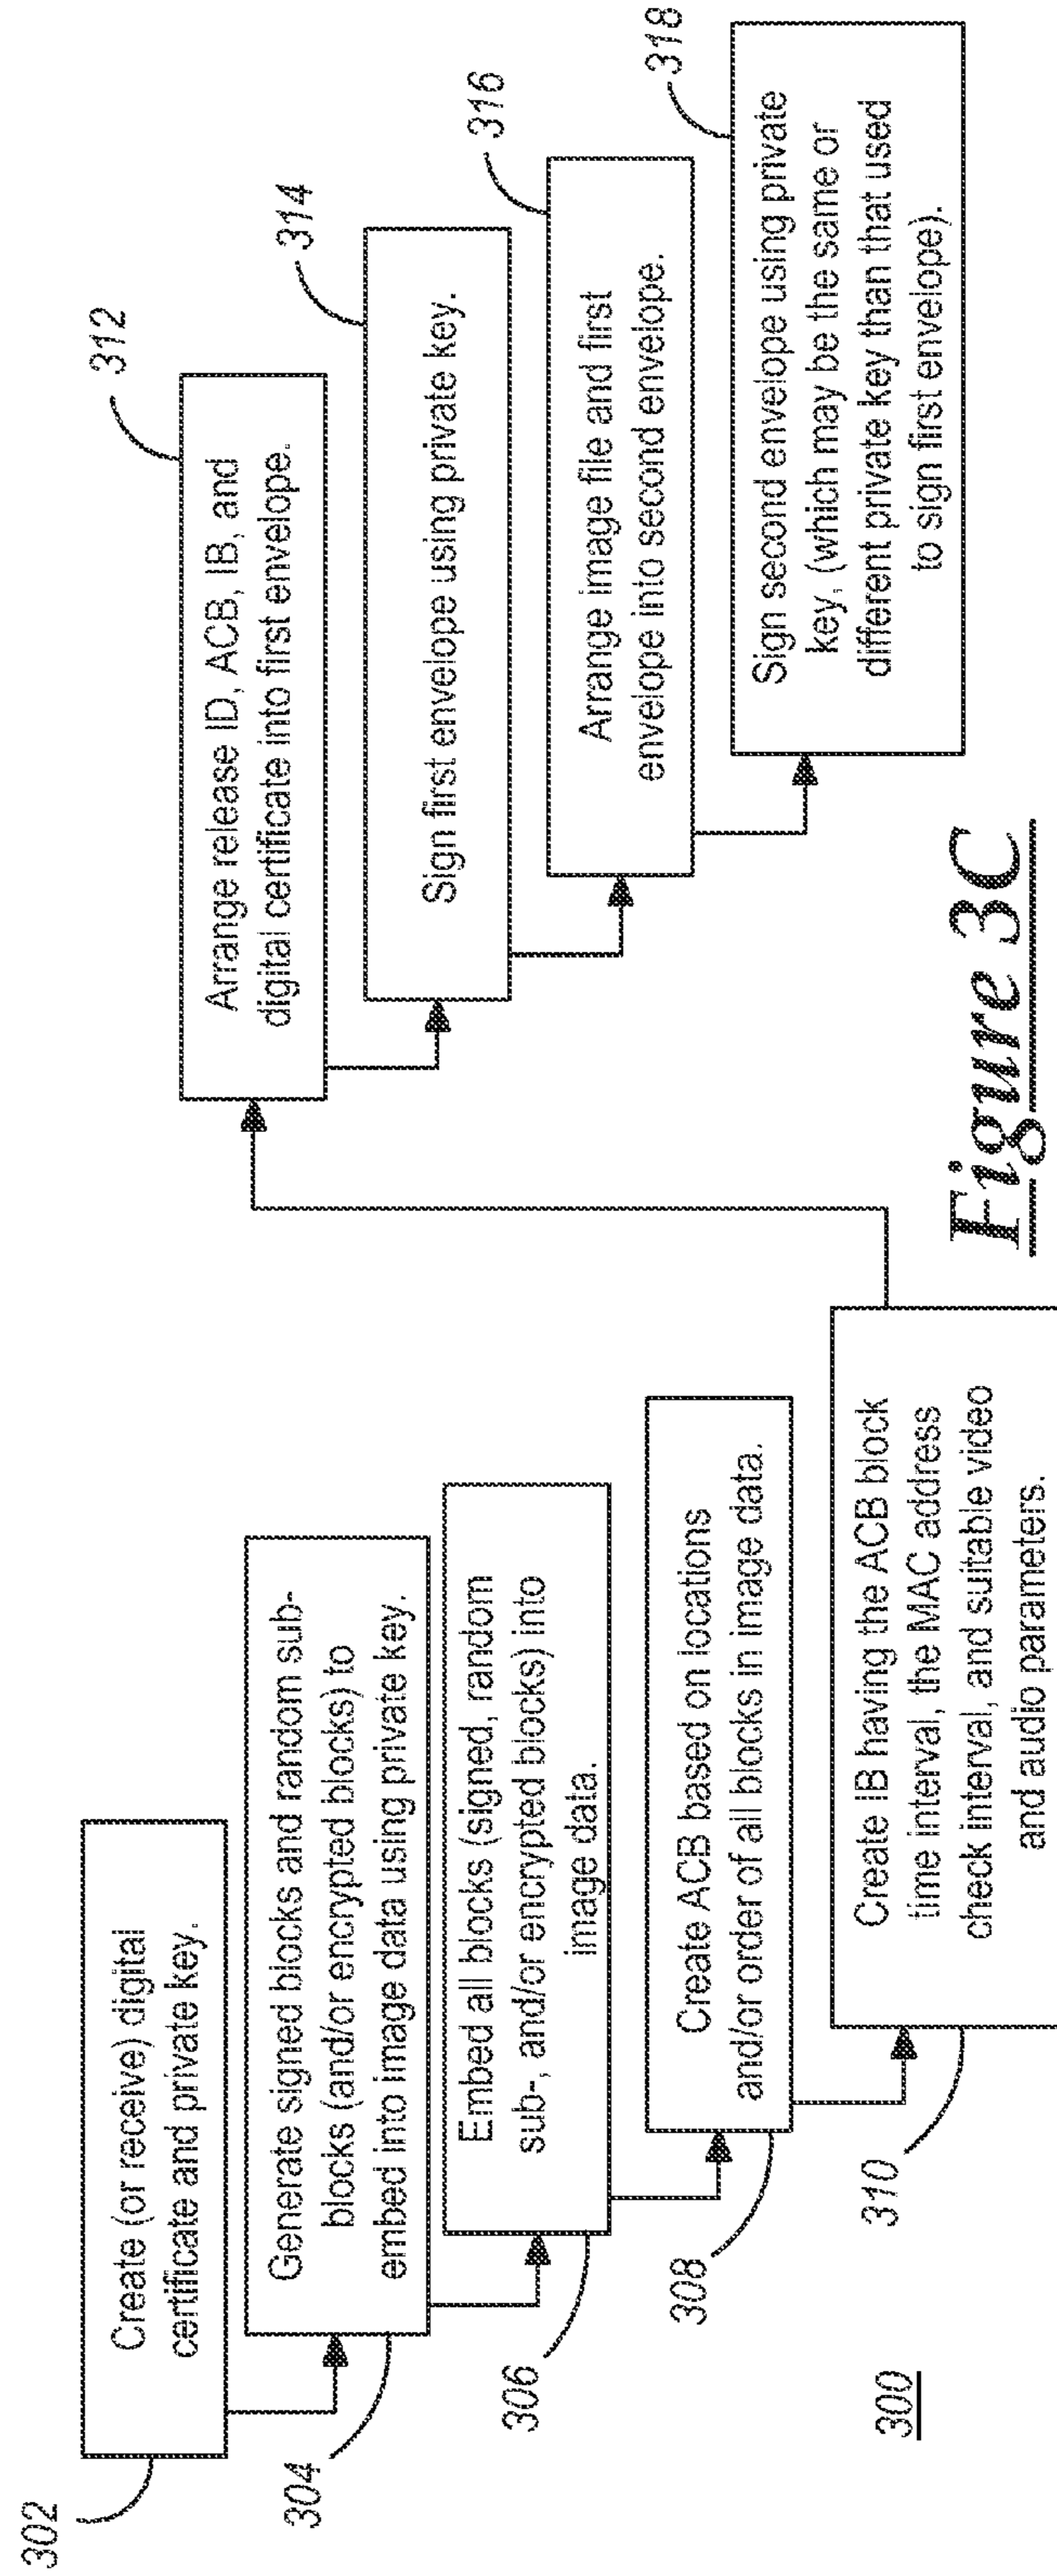 302
Create (or receive) digital
certificate and private key.
304
Generate signed blocks and random sub-
blocks (and/or encrypted blocks) to
embed into image data using private key.
306
Embed all blocks (signed, random
sub-, and/or encrypted blocks) into
image data.
308
Create ACB based on locations
and/or order of all blocks in image data.
310
Create IB having the ACB block
time interval, the MAC address
check interval, and suitable video
and audio parameters.
312
Arrange release ID, ACB, IB, and
digital certificate into first envelope.
314
Sign first envelope using private key.
316
Arrange image file and first
envelope into second envelope.
318
Sign second envelope using private
key, (which may be the same or
different private key than that used
to sign first envelope).
300
Figure 3C